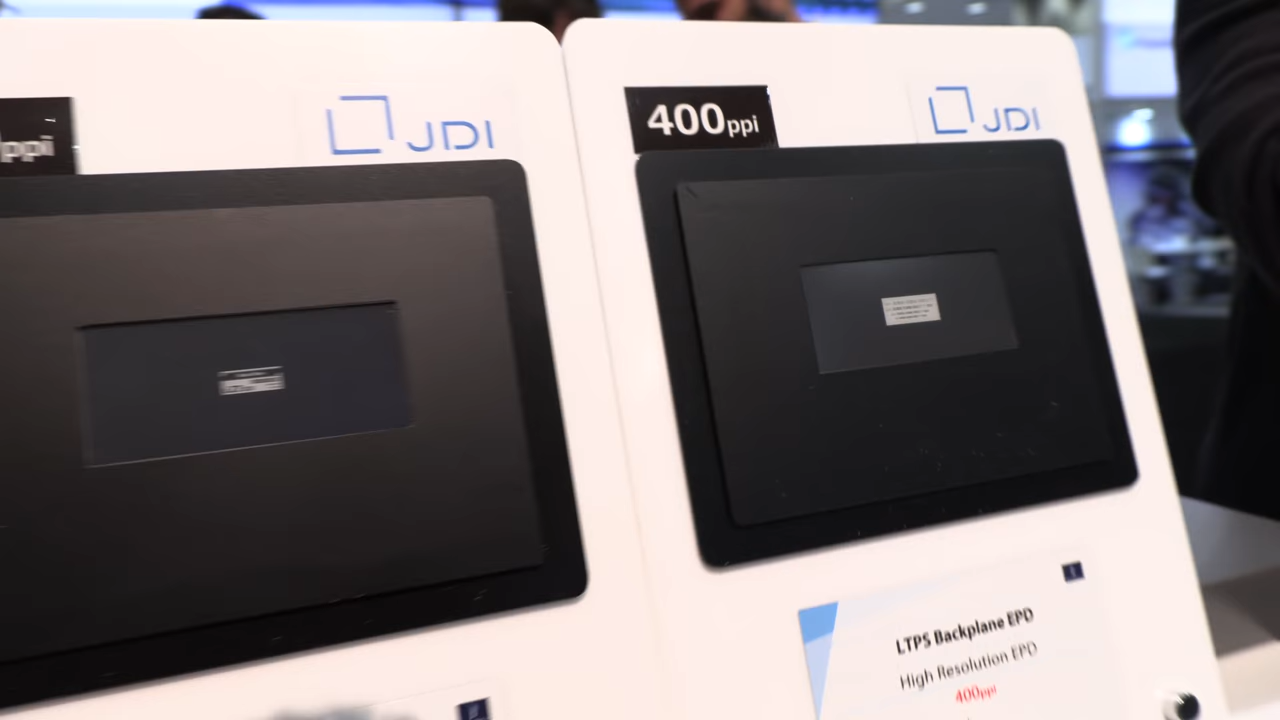 ppi
JDI
400ppi
JDI
LTPS Backplane EPD
High Resolution EPD
400ppi